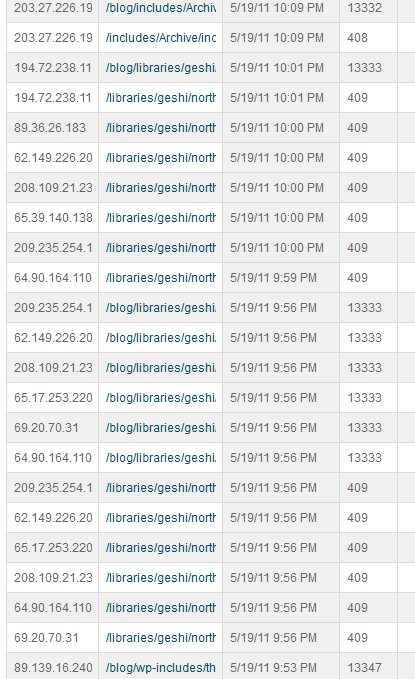 203.27.226.19 /blog/includes/Archiv 5/19/11 10:09 PM 13332
203.27.226.19 /includes/Archive/inc 5/19/11 10:09 PM 408
194.72.238.11 /blog/libraries/geshi/ 5/19/11 10:01 PM 13333
194.72.238.11 /libraries/geshi/north 5/19/11 10:01 PM 409
89.36.26.183 /libraries/geshi/north 5/19/11 10:00 PM 409
62.149.226.20 /libraries/geshi/north 5/19/11 10:00 PM 409
208.109.21.23 /libraries/geshi/north 5/19/11 10:00 PM 409
65.39.140.138 /libraries/geshi/north 5/19/11 10:00 PM 409
209.235.254.1 /libraries/geshi/north 5/19/11 10:00 PM 409
64.90.164.110 /libraries/geshi/north 5/19/11 9:59 PM 409
209.235.254.1 /blog/libraries/geshi/ 5/19/11 9:56 PM 13333
62.149.226.20 /blog/libraries/geshi/ 5/19/11 9:56 PM 13333
208.109.21.23 /blog/libraries/geshi/ 5/19/11 9:56 PM 13333
65.17.253.220 /blog/libraries/geshi/ 5/19/11 9:56 PM 13333
69.20.70.31 /blog/libraries/geshi/ 5/19/11 9:56 PM 13333
64.90.164.110 /blog/libraries/geshi/ 5/19/11 9:56 PM 13333
209.235.254.1 /libraries/geshi/north 5/19/11 9:56 PM 409
62.149.226.20 /libraries/geshi/north 5/19/11 9:56 PM 409
65.17.253.220 /libraries/geshi/north 5/19/11 9:56 PM 409
208.109.21.23 /libraries/geshi/north 5/19/11 9:56 PM 409
64.90.164.110 /libraries/geshi/north 5/19/11 9:56 PM 409
69.20.70.31 /libraries/geshi/north 5/19/11 9:56 PM 409
89.139.16.240 /blog/wp-includes/th 5/19/11 9:53 PM 13347